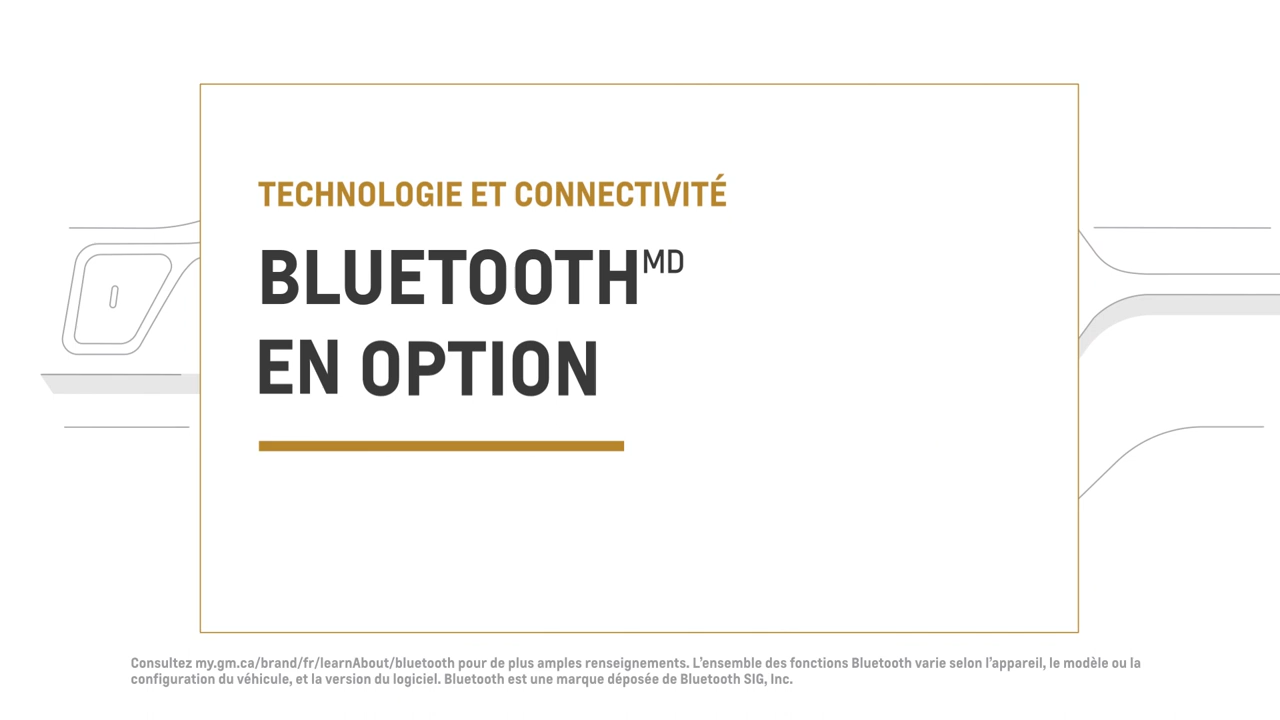 TECHNOLOGIE ET CONNECTIVITÉ
BLUETOOTHMD
EN OPTION
Consultez my.gm.ca/brand/fr/learnAbout/bluetooth pour de plus amples renseignements. L'ensemble des fonctions Bluetooth varie selon l'appareil, le modèle ou la
configuration du véhicule, et la version du logiciel. Bluetooth est une marque déposée de Bluetooth SIG, Inc.